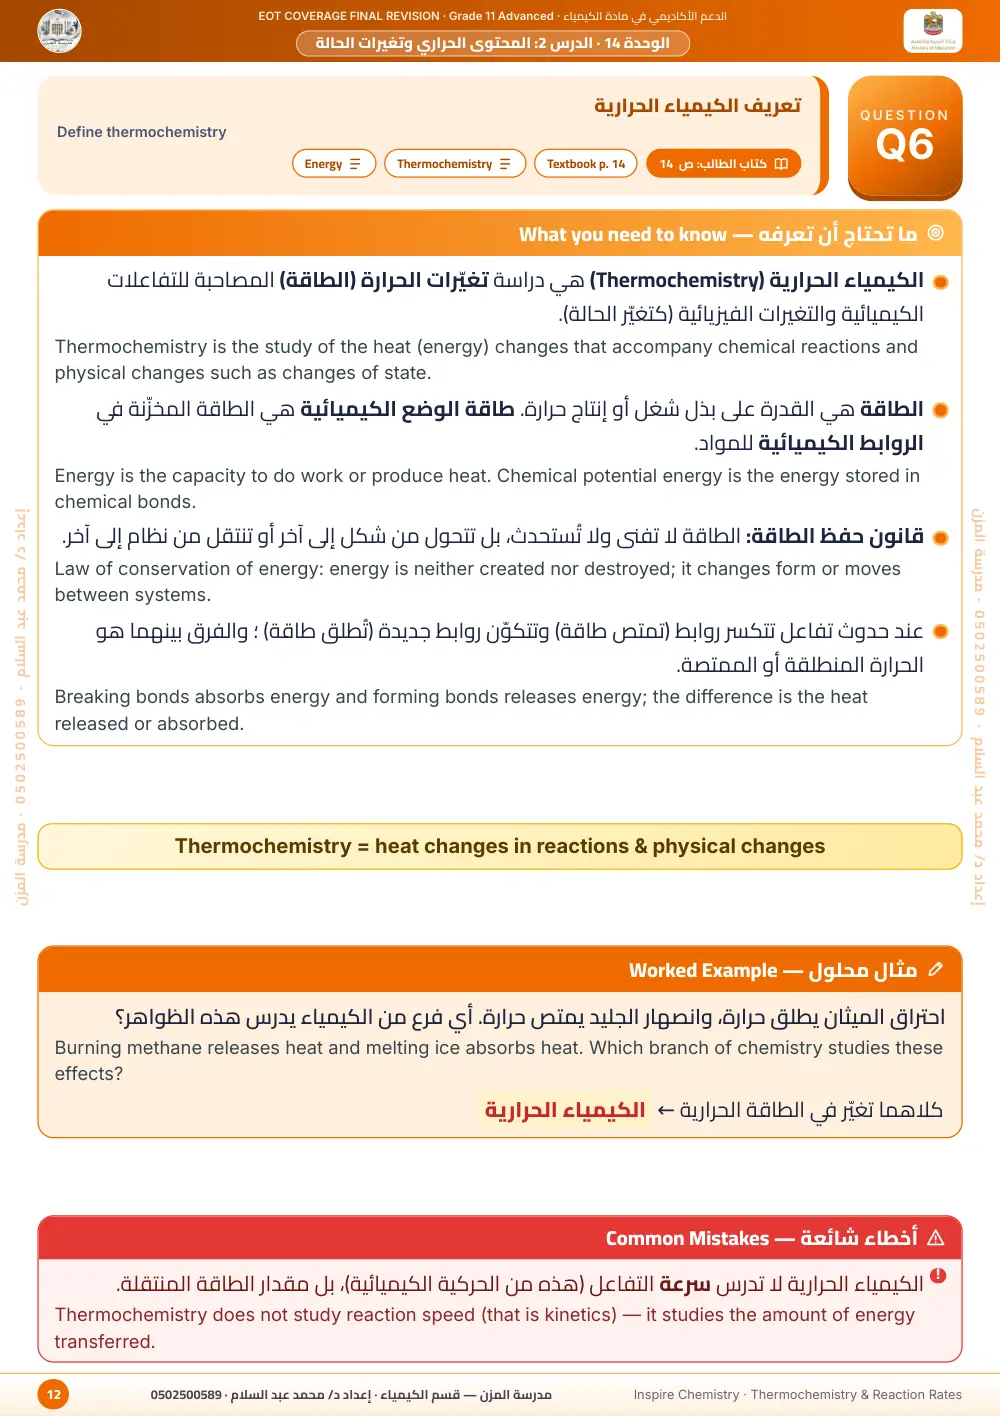 EOT COVERAGE FINAL REVISION · Grade 11 Advanced · الدعم الأكاديمي في مادة الكيمياء
الوحدة 14 · الدرس 2: المحتوى الحراري وتغيرات الحالة
وزارة التربية والتعليم
Ministry of Education
QUESTION
Q6
تعريف الكيمياء الحرارية
Define thermochemistry
كتاب الطالب: ص 14
Textbook p. 14
Thermochemistry
Energy
ما تحتاج أن تعرفه — What you need to know
الكيمياء الحرارية (Thermochemistry) هي دراسة تغيّرات الحرارة (الطاقة) المصاحبة للتفاعلات
الكيميائية والتغيرات الفيزيائية (كتغيّر الحالة).
Thermochemistry is the study of the heat (energy) changes that accompany chemical reactions and
physical changes such as changes of state.
الطاقة هي القدرة على بذل شغل أو إنتاج حرارة. طاقة الوضع الكيميائية هي الطاقة المخزّنة في
الروابط الكيميائية للمواد.
Energy is the capacity to do work or produce heat. Chemical potential energy is the energy stored in
chemical bonds.
قانون حفظ الطاقة: الطاقة لا تفنى ولا تُستحدث، بل تتحول من شكل إلى آخر أو تنتقل من نظام إلى آخر.
Law of conservation of energy: energy is neither created nor destroyed; it changes form or moves
between systems.
عند حدوث تفاعل تتكسر روابط (تمتص طاقة) وتتكوّن روابط جديدة (تُطلق طاقة) ؛ والفرق بينهما هو
الحرارة المنطلقة أو الممتصة.
Breaking bonds absorbs energy and forming bonds releases energy; the difference is the heat
released or absorbed.
Thermochemistry = heat changes in reactions & physical changes
مثال محلول — Worked Example
احتراق الميثان يطلق حرارة، وانصهار الجليد يمتص حرارة. أي فرع من الكيمياء يدرس هذه الظواهر؟
Burning methane releases heat and melting ice absorbs heat. Which branch of chemistry studies these
effects?
كلاهما تغيّر في الطاقة الحرارية ← الكيمياء الحرارية
أخطاء شائعة — Common Mistakes
الكيمياء الحرارية لا تدرس سرعة التفاعل (هذه من الحركية الكيميائية)، بل مقدار الطاقة المنتقلة.
Thermochemistry does not study reaction speed (that is kinetics) — it studies the amount of energy
transferred.
إعداد د/ محمد عبد السلام · 0502500589 · مدرسة المزن
إعداد د/ محمد عبد السلام · 0502500589 · مدرسة المزن
12
مدرسة المزن — قسم الكيمياء · إعداد د/ محمد عبد السلام · 0502500589
Inspire Chemistry · Thermochemistry & Reaction Rates